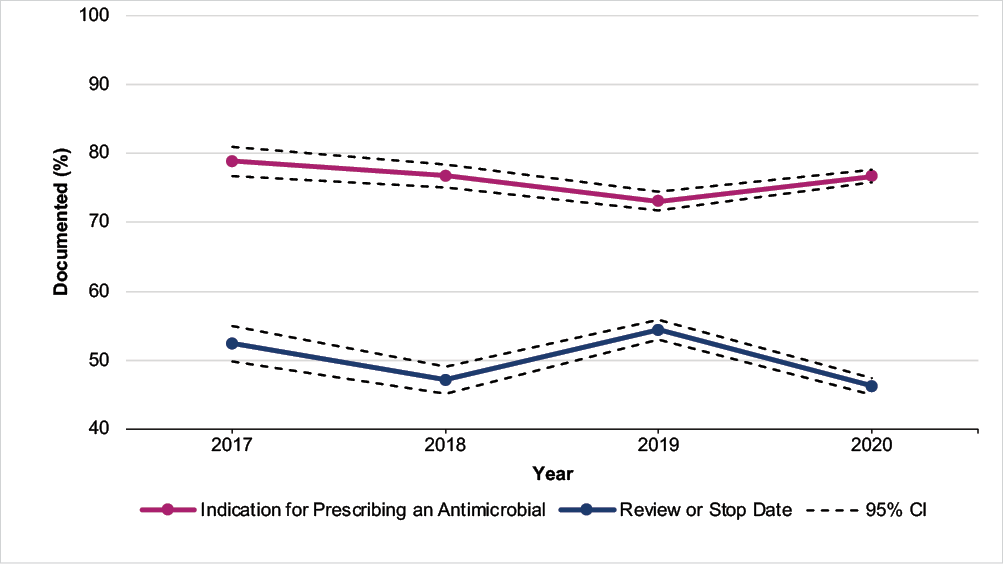 100
90
80
70
60
50
40
Documented (%)
2017 2018 2019 2020
Year
Indication for Prescribing an Antimicrobial Review or Stop Date 95% CI